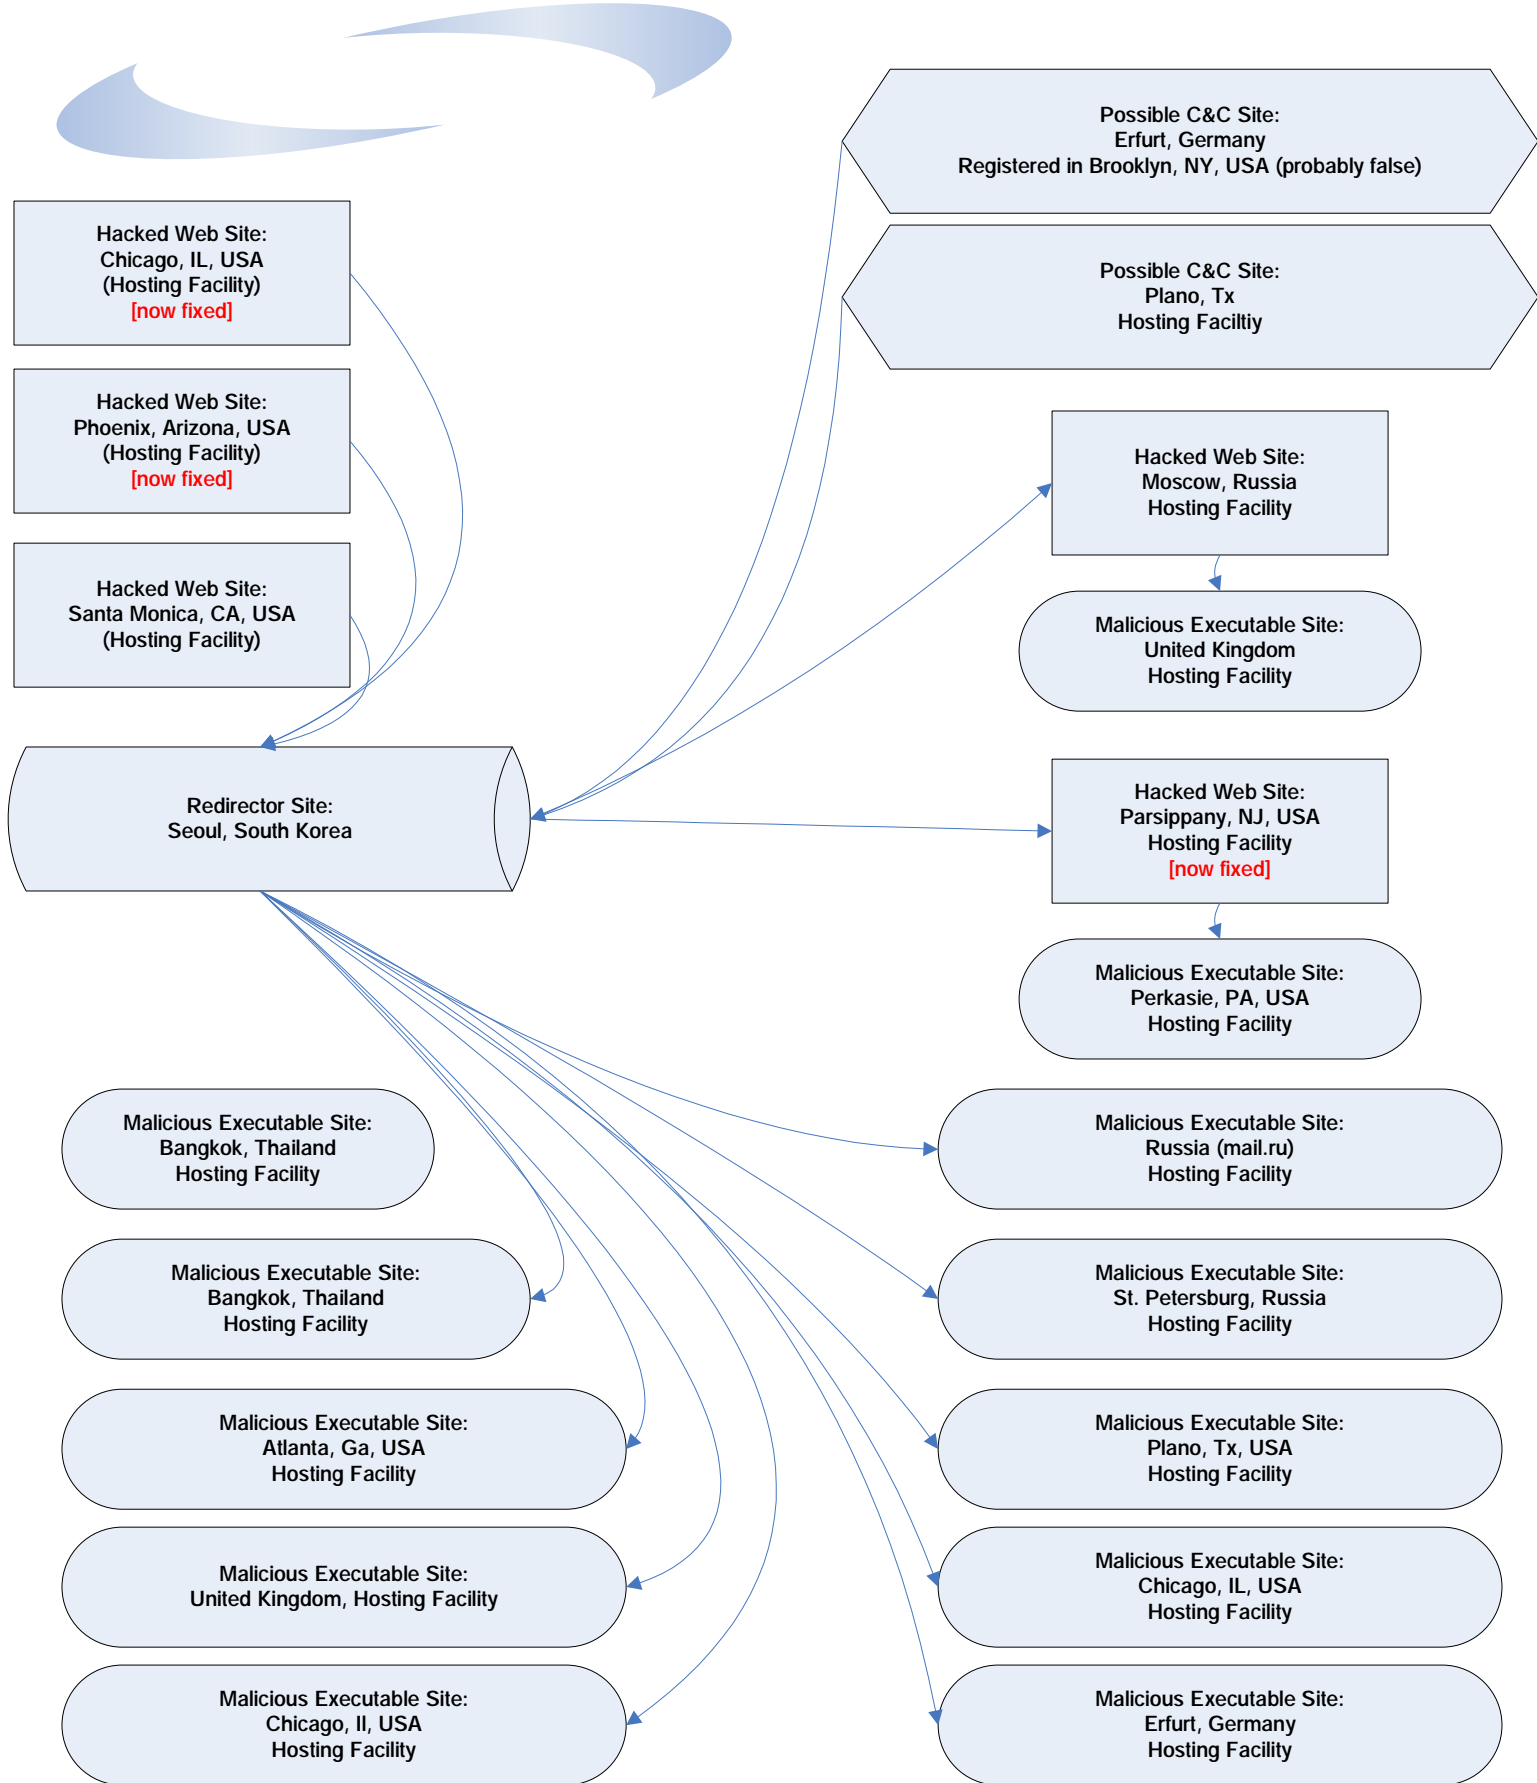 Possible C&C Site:
Erfurt, Germany
Registered in Brooklyn, NY, USA (probably false)
Hacked Web Site:
Chicago, IL, USA
(Hosting Facility)
[now fixed]
Possible C&C Site:
Plano, Tx
Hosting Faciltiy
Hacked Web Site:
Phoenix, Arizona, USA
(Hosting Facility)
[now fixed]
Hacked Web Site:
Moscow, Russia
Hosting Facility
Hacked Web Site:
Santa Monica, CA, USA
(Hosting Facility)
Malicious Executable Site:
United Kingdom
Hosting Facility
Redirector Site:
Seoul, South Korea
Hacked Web Site:
Parsippany, NJ, USA
Hosting Facility
[now fixed]
Malicious Executable Site:
Perkasie, PA, USA
Hosting Facility
Malicious Executable Site:
Bangkok, Thailand
Hosting Facility
Malicious Executable Site:
Russia (mail.ru)
Hosting Facility
Malicious Executable Site:
Bangkok, Thailand
Hosting Facility
Malicious Executable Site:
St. Petersburg, Russia
Hosting Facility
Malicious Executable Site:
Atlanta, Ga, USA
Hosting Facility
Malicious Executable Site:
Plano, Tx, USA
Hosting Facility
Malicious Executable Site:
United Kingdom, Hosting Facility
Malicious Executable Site:
Chicago, IL, USA
Hosting Facility
Malicious Executable Site:
Chicago, Il, USA
Hosting Facility
Malicious Executable Site:
Erfurt, Germany
Hosting Facility